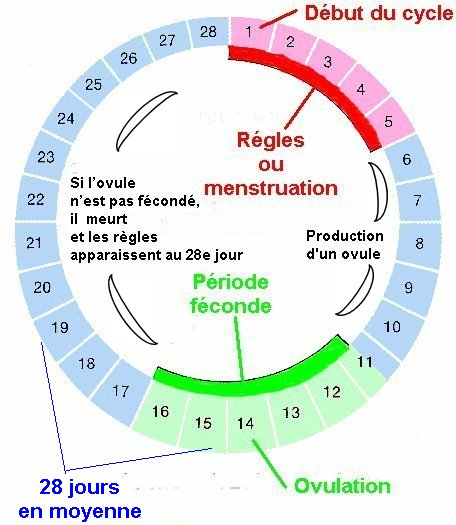 Début du cycle
1
2
3
4
5
6
7
8
9
10
11
12
13
14
15
16
17
18
19
20
21
22
23
24
25
26
27
28
Régles
ou
menstruation
Si l'ovule
n'est pas fécondé,
il meurt
et les règles
apparaissent au 28e jour
Production
d'un ovule
Période
féconde
Ovulation
28 jours
en moyenne